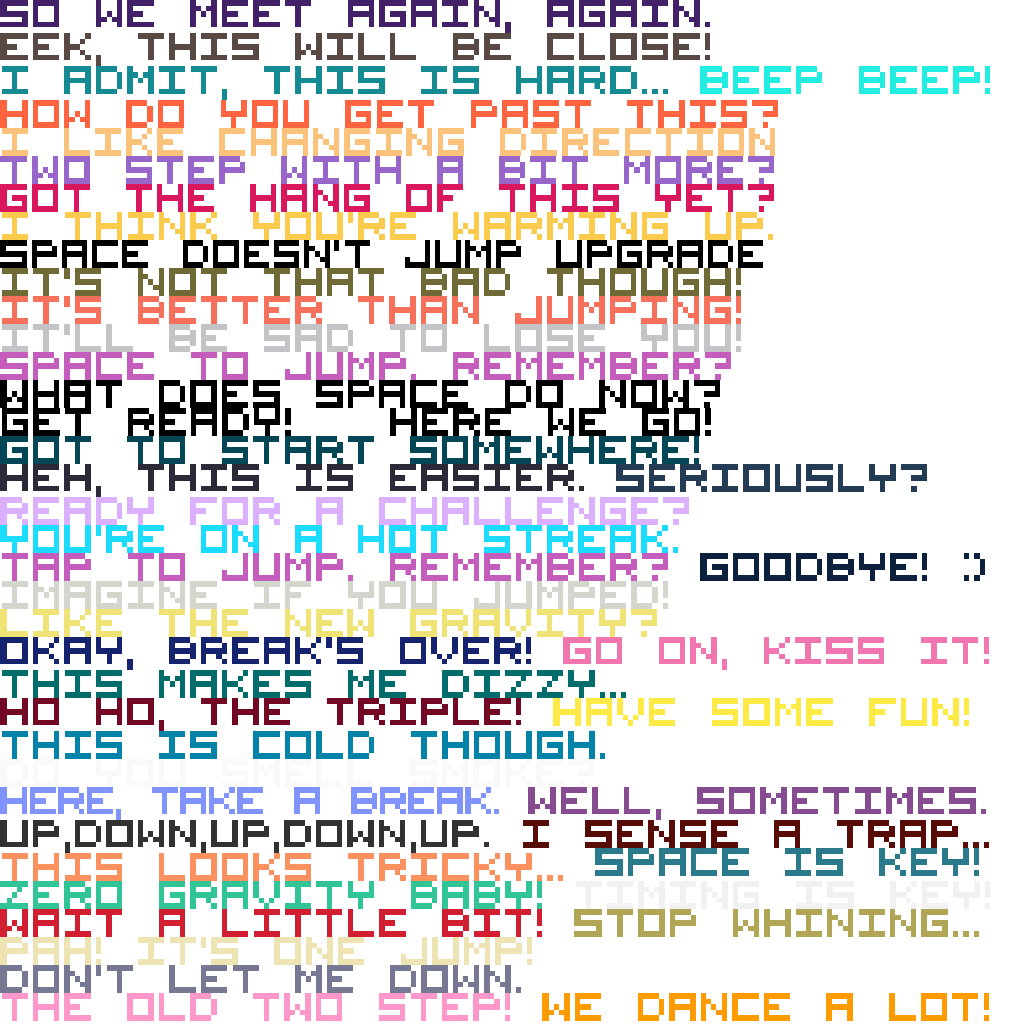 SO WE MEET AGAIN, AGAIN.
EEK, THIS WILL BE CLOSE!
I ADMIT, THIS IS HARD... BEEP BEEP!
HOW DO YOU GET PAST THIS?
I LIKE CHANGING DIRECTION
TWO STEP WITH A BIT MORE?
GOT THE HANG OF THIS YET?
I THINK YOU'RE WARMING UP.
SPACE DOESN'T JUMP UPGRADE
IT'S NOT THAT BAD THOUGH!
IT'S BETTER THAN JUMPING!
IT'LL BE SAD TO LOSE YOU!
SPACE TO JUMP, REMEMBER?
WHAT DOES SPACE DO NOW?
GET READY! HERE WE GO!
GOT TO START SOMEWHERE!
HEH, THIS IS EASIER. SERIOUSLY?
READY FOR A CHALLENGE?
YOU'RE ON A HOT STREAK.
TAP TO JUMP, REMEMBER? GOODBYE! :)
IMAGINE IF YOU JUMPED!
LIKE THE NEW GRAVITY?
OKAY, BREAK'S OVER! GO ON, KISS IT!
THIS MAKES ME DIZZY...
HO HO, THE TRIPLE! HAVE SOME FUN!
THIS IS COLD THOUGH.
DO YOU SMELL SMOKE?
HERE, TAKE A BREAK. WELL, SOMETIMES.
UP,DOWN,UP,DOWN,UP. I SENSE A TRAP...
THIS LOOKS TRICKY... SPACE IS KEY!
ZERO GRAVITY BABY! TIMING IS KEY!
WAIT A LITTLE BIT! STOP WHINING...
PAH! IT'S ONE JUMP!
DON'T LET ME DOWN.
THE OLD TWO STEP! WE DANCE A LOT!